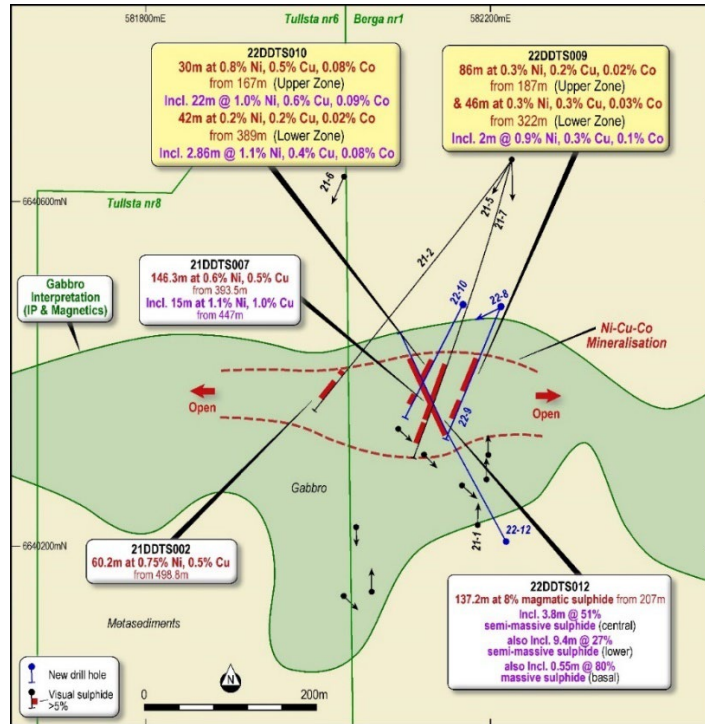 581800mE
Tullsta nr6
Berga nr1
582200mE
22DDTS010
30m at 0.8% Ni, 0.5% Cu, 0.08% Co
from 167m (Upper Zone)
Incl. 22m @ 1.0% Ni, 0.6% Cu, 0.09% Co
42m at 0.2% Ni, 0.2% Cu, 0.02% Co
from 389m (Lower Zone)
Incl. 2.86m @ 1.1% Ni, 0.4% Cu, 0.08% Co
22DDTS009
86m at 0.3% Ni, 0.2% Cu, 0.02% Co
from 187m (Upper Zone)
& 46m at 0.3% Ni, 0.3% Cu, 0.03% Co
from 322m (Lower Zone)
Incl. 2m @ 0.9% Ni, 0.3% Cu, 0.1% Co
21-6
21-5
21-7
6640600mN
Tullsta nr8
21-2
21DDTS007
146.3m at 0.6% Ni, 0.5% Cu
from 393.5m
Incl. 15m at 1.1% Ni, 1.0% Cu
from 447m
Gabbro
Interpretation
(IP & Magnetics)
22-10
22-8
Ni-Cu-Co
Mineralisation
Open
Open
22-9
Gabbro
21-1
22-12
6640200mN
21DDTS002
60.2m at 0.75% Ni, 0.5% Cu
from 498.8m
22DDTS012
137.2m at 8% magmatic sulphide from 207m
Incl. 3.8m @ 51%
semi-massive sulphide (central)
also Incl. 9.4m @ 27%
semi-massive sulphide (lower)
also Incl. 0.55m @ 80%
massive sulphide (basal)
Metasediments
New drill hole
Visual sulphide
>5%
N
0
200m